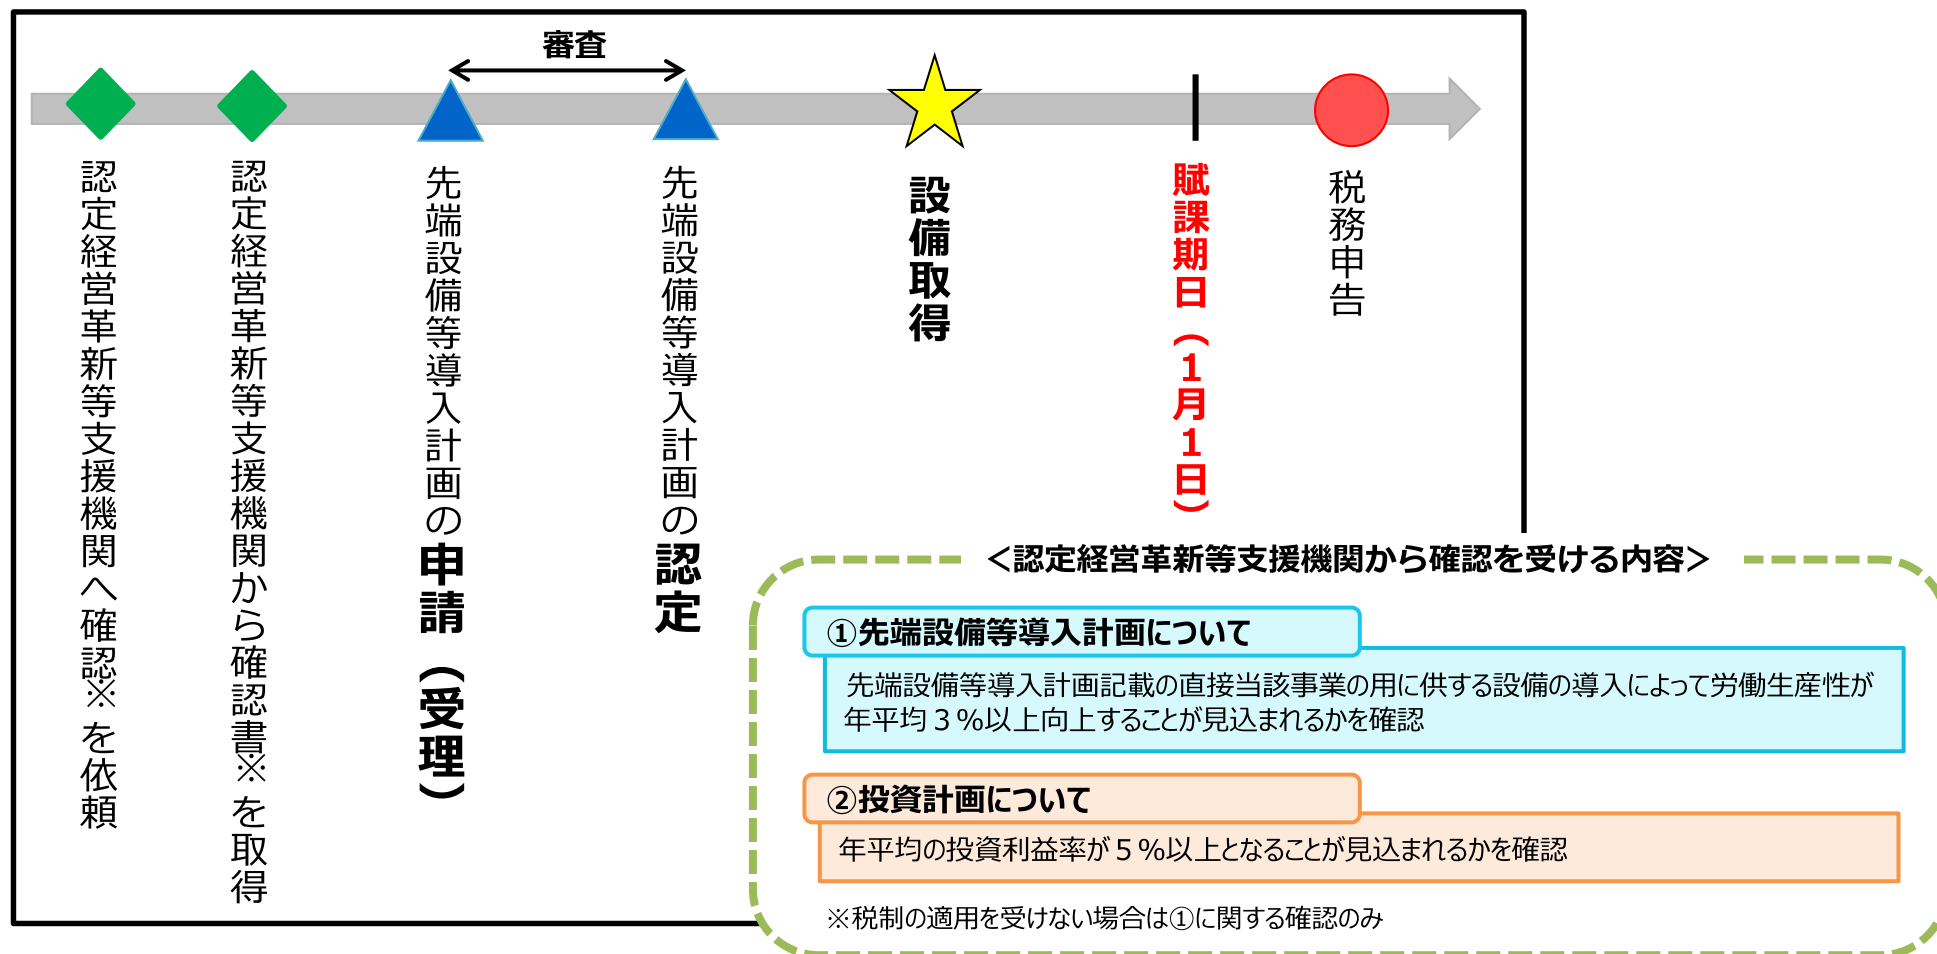 審査
認定経営革新等支援機関へ確認※を依頼
認定経営革新等支援機関から確認書※を取得
先端設備等導入計画の申請（受理）
先端設備等導入計画の認定
設備取得
賦課期日（１月１日）
税務申告
＜認定経営革新等支援機関から確認を受ける内容＞
①先端設備等導入計画について
先端設備等導入計画記載の直接当該事業の用に供する設備の導入によって労働生産性が
年平均３％以上向上することが見込まれるかを確認
②投資計画について
年平均の投資利益率が５％以上となることが見込まれるかを確認
※税制の適用を受けない場合は①に関する確認のみ